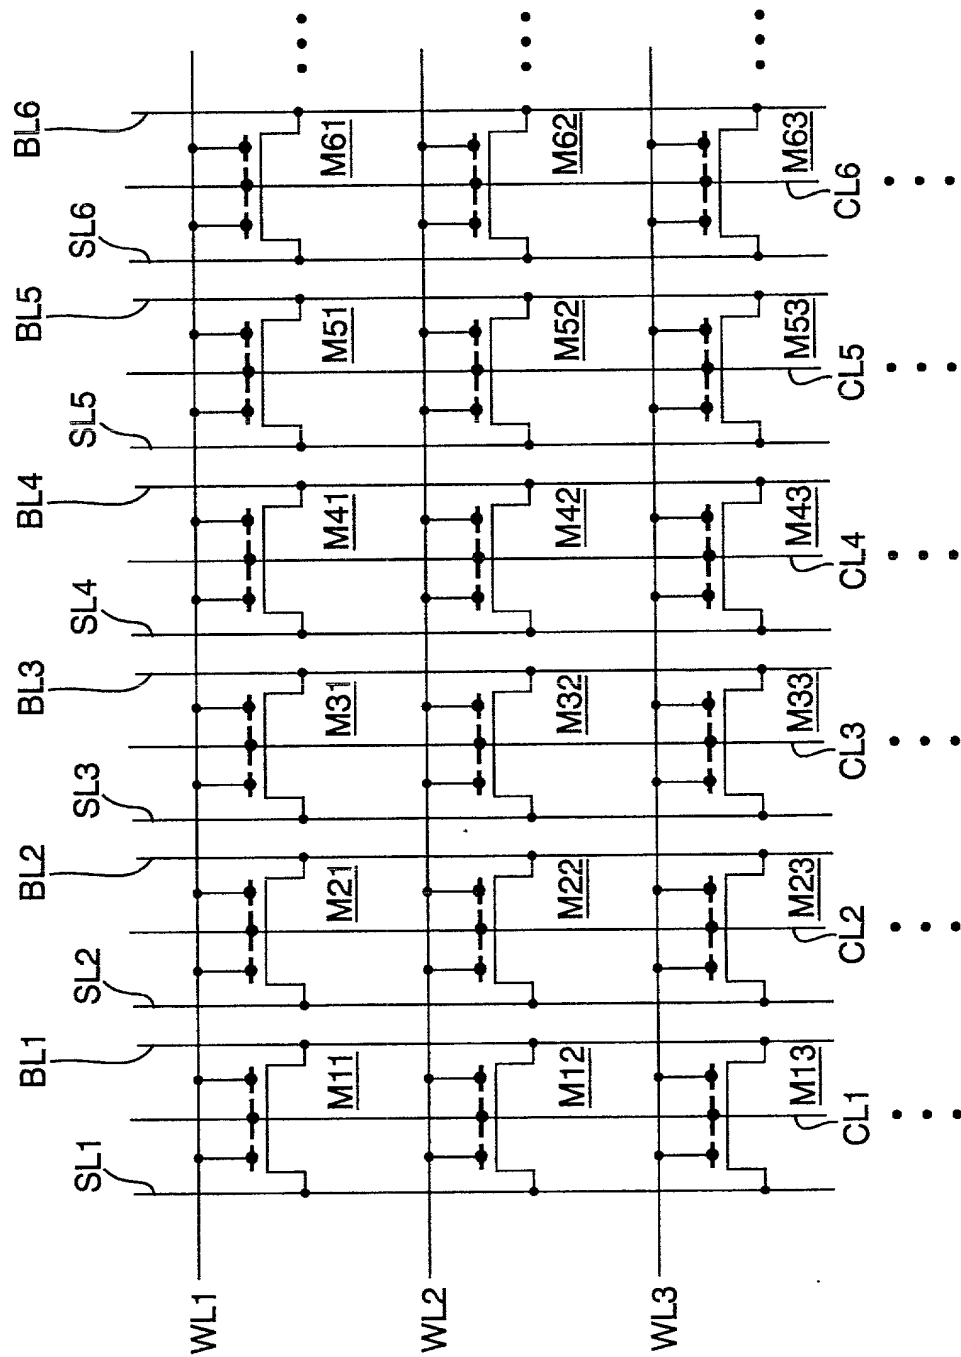 BL1 BL2 BL3 BL4 BL5 BL6
SL1 SL2 SL3 SL4 SL5 SL6
WL1
M11 M21 M31 M41 M51 M61
WL2
M12 M22 M32 M42 M52 M62
WL3
M13 M23 M33 M43 M53 M63
CL1 CL2 CL3 CL4 CL5 CL6